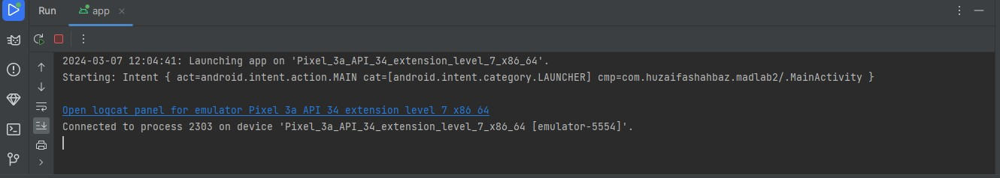 Run app
2024-03-07 12:04:41: Launching app on 'Pixel_3a_API_34_extension_level_7_x86_64'.
Starting: Intent { act=android.intent.action.MAIN cat=[android.intent.category.LAUNCHER] cmp=com.huzaifashahbaz.madlab2/.MainActivity }
Open logcat panel for emulator Pixel 3a API 34 extension level 7 x86 64
Connected to process 2303 on device 'Pixel_3a_API_34_extension_level_7_x86_64 [emulator-5554]'.